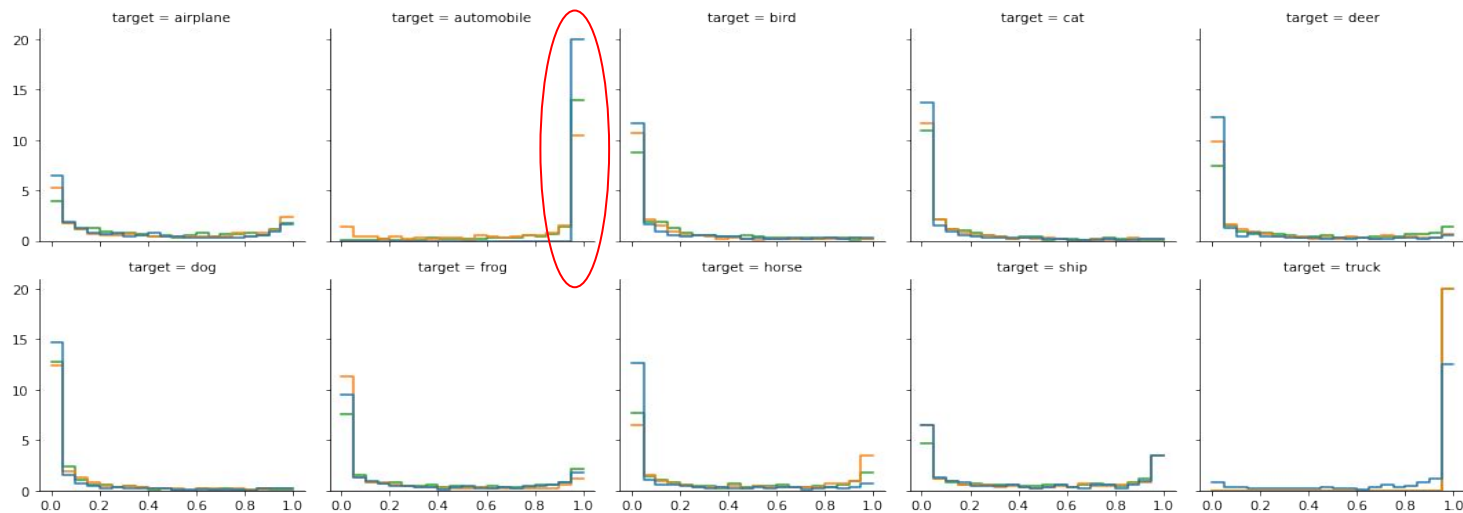 target = airplane
target = automobile
target = bird
target = cat
target = deer
20
15
10
5
0
target = dog
target = frog
target = horse
target = ship
target = truck
20
15
10
5
0
0.0 0.2 0.4 0.6 0.8 1.0
0.0 0.2 0.4 0.6 0.8 1.0
0.0 0.2 0.4 0.6 0.8 1.0
0.0 0.2 0.4 0.6 0.8 1.0
0.0 0.2 0.4 0.6 0.8 1.0